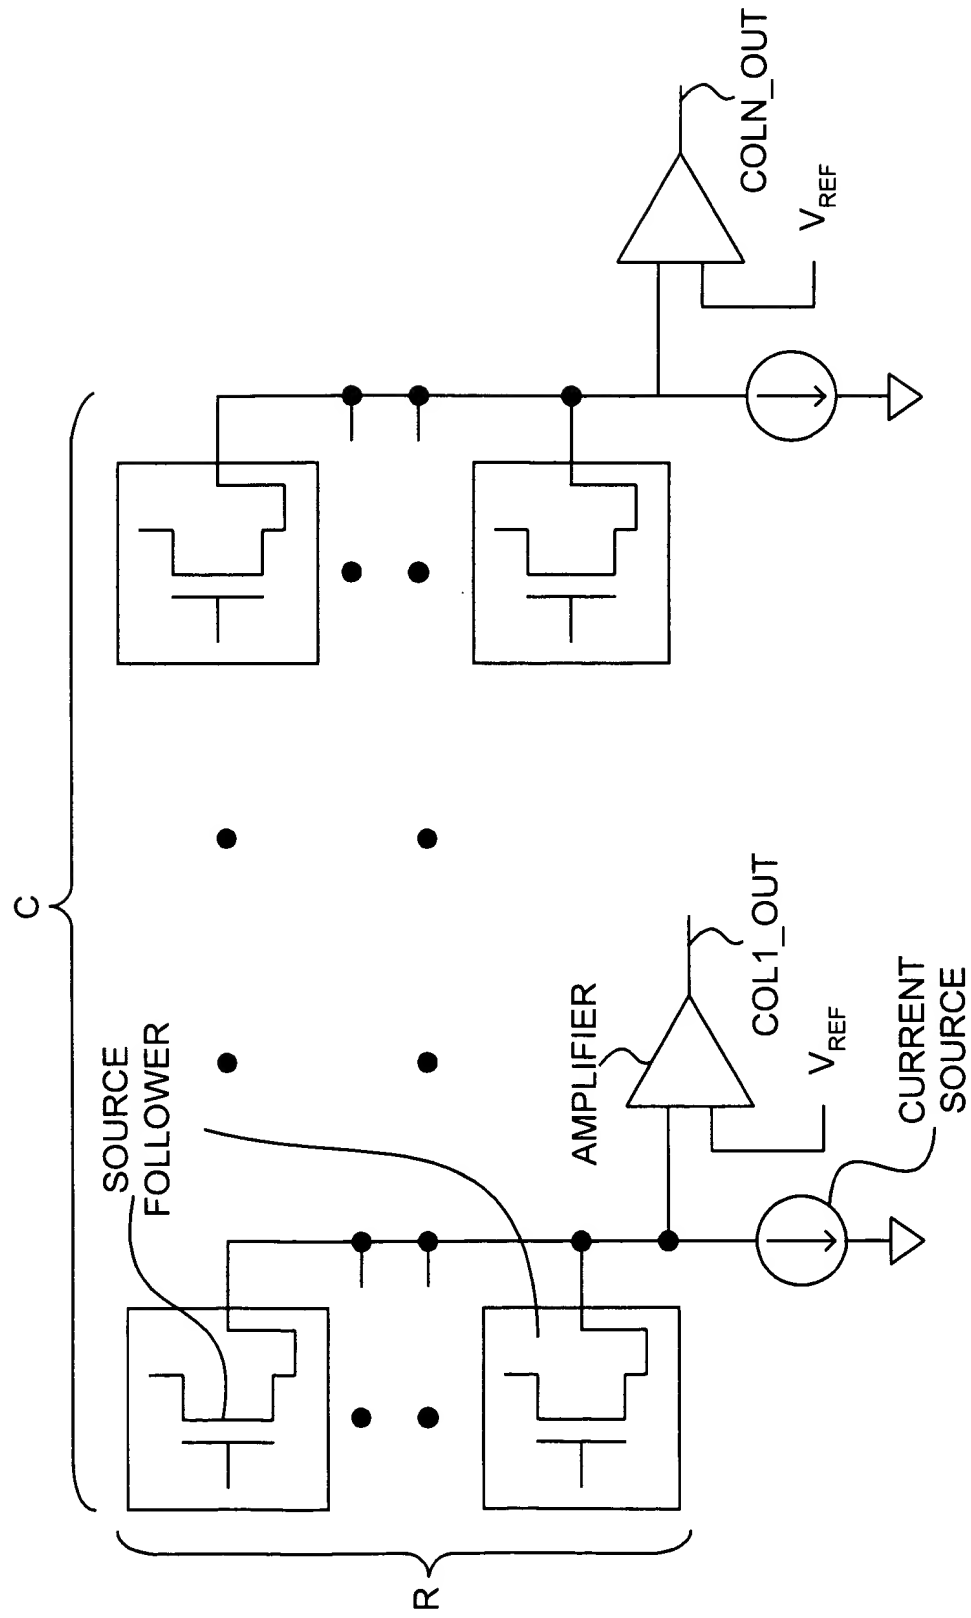 C
SOURCE
FOLLOWER
R
AMPLIFIER
COL1_OUT
V_REF
CURRENT
SOURCE
COLN_OUT
V_REF